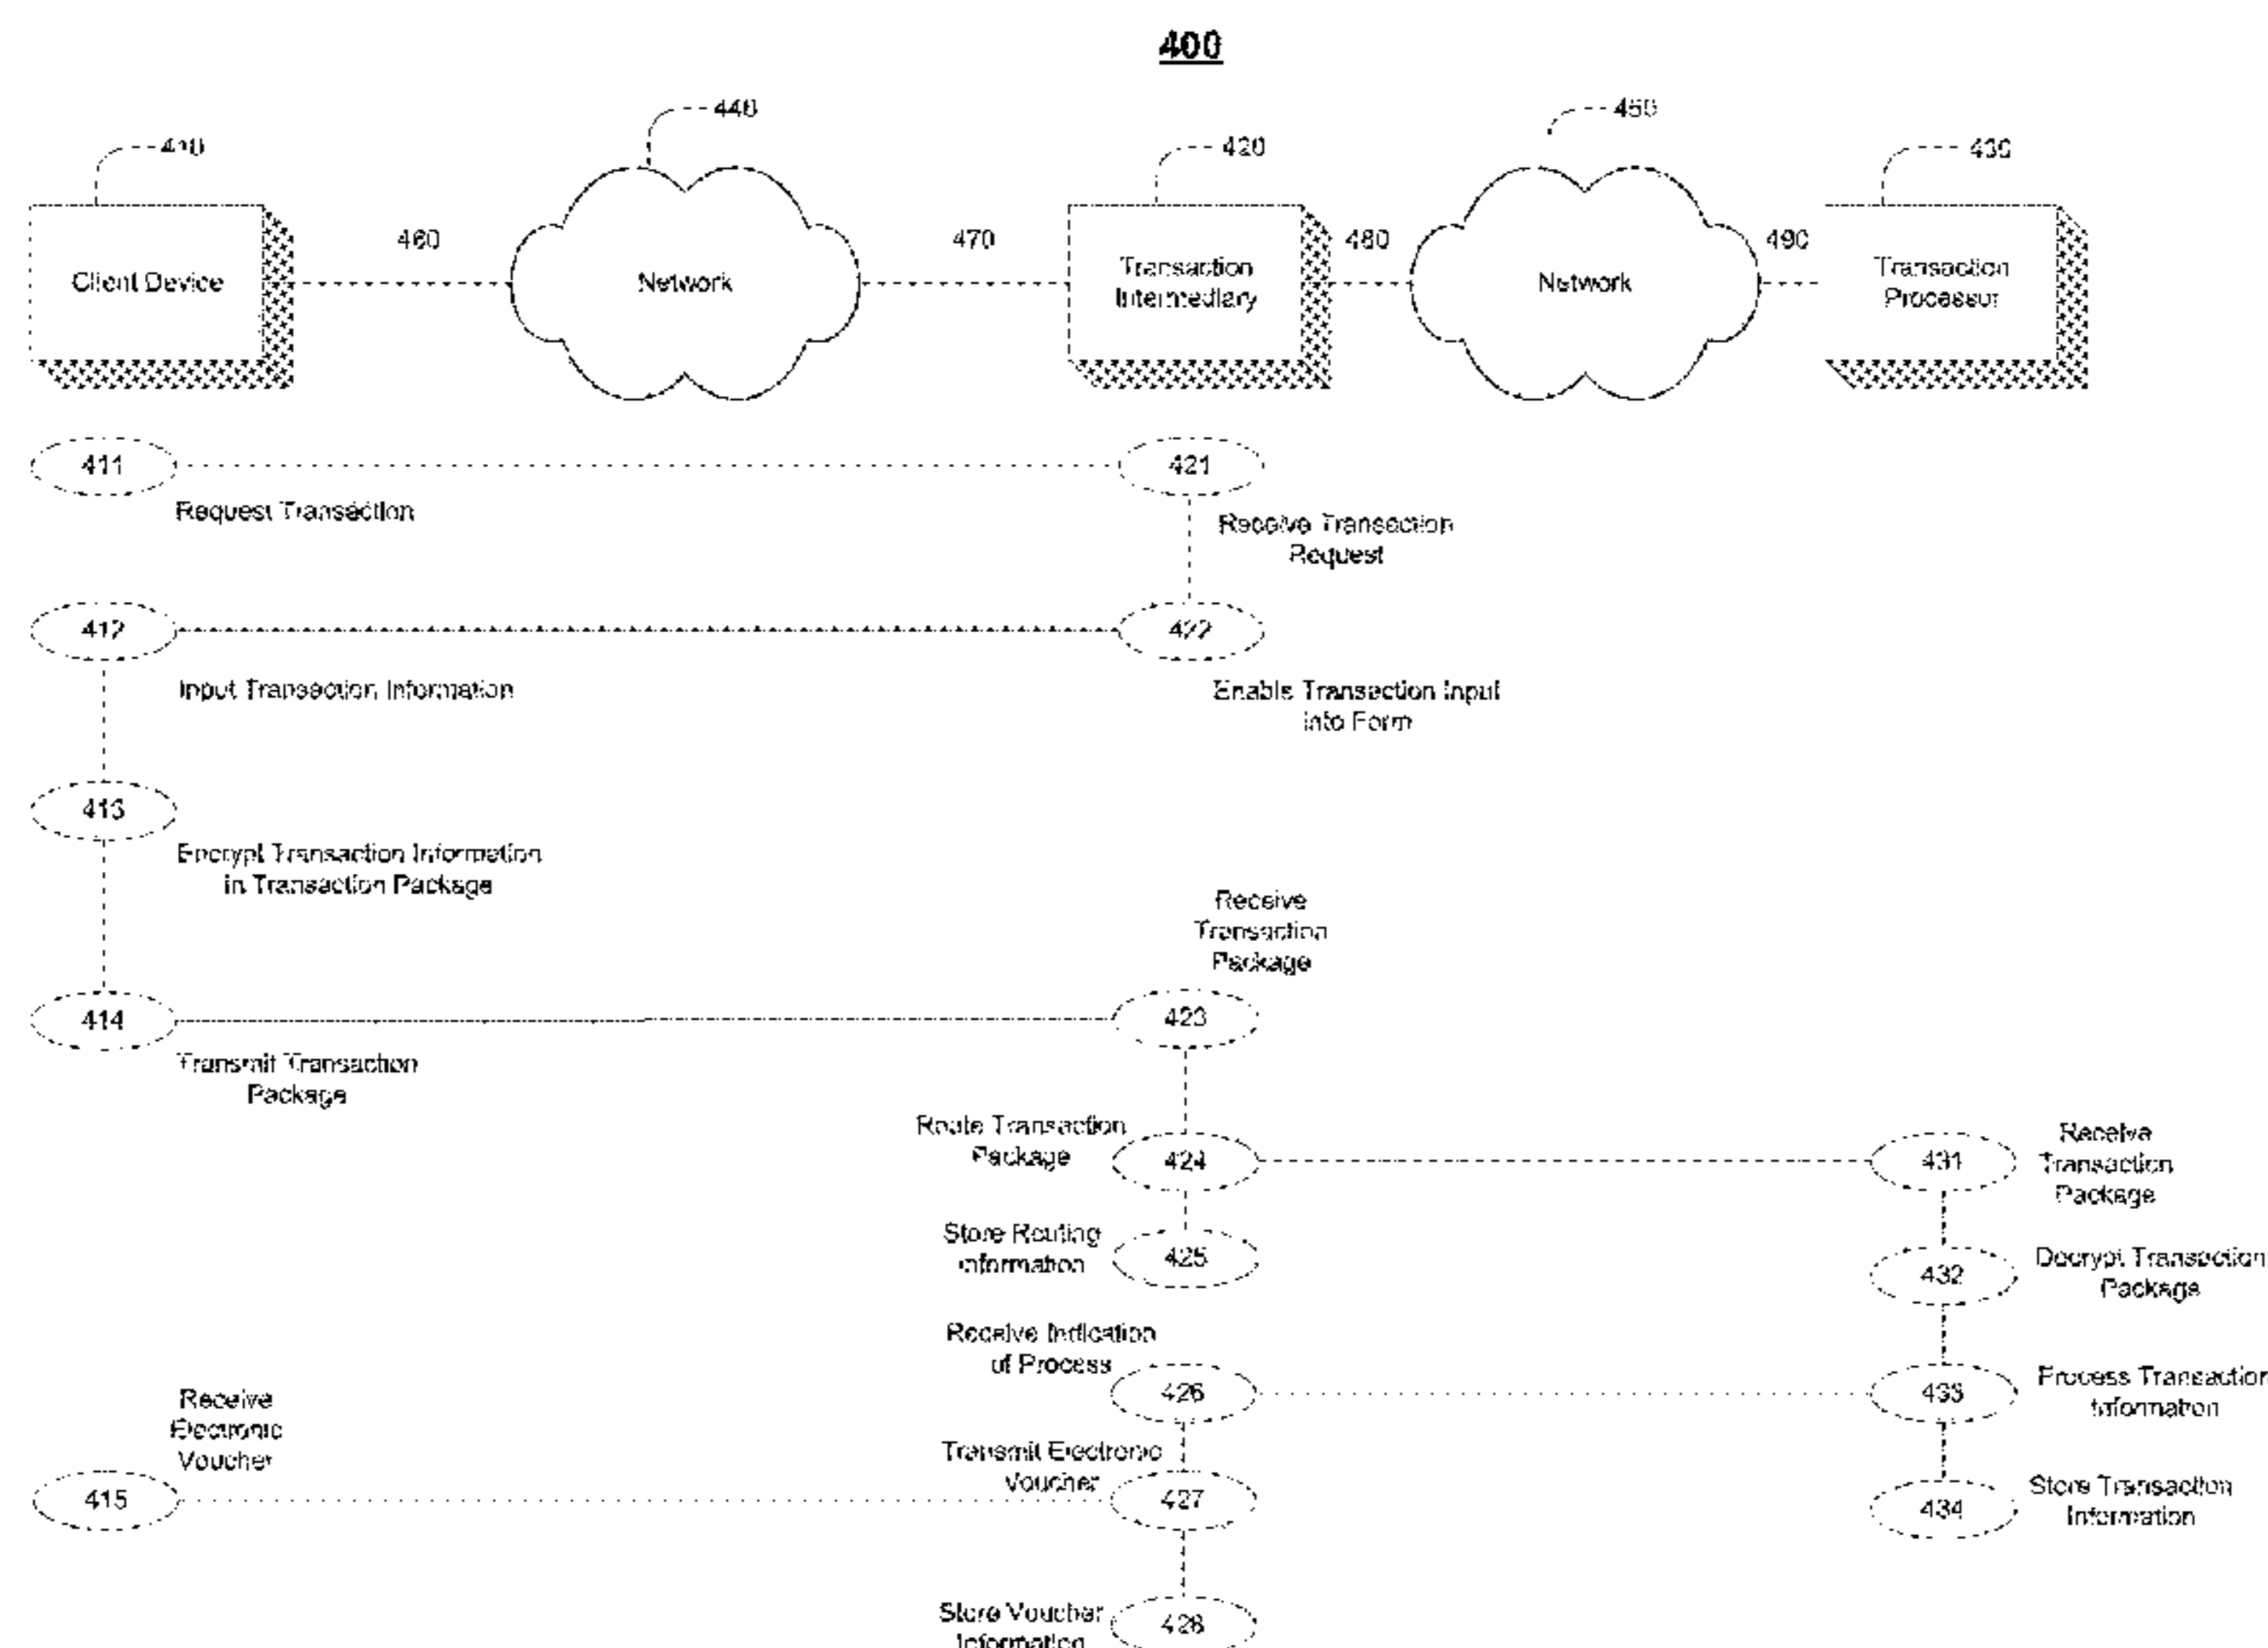 400
440
450
410
420
430
460
470
480
490
Client Device
Network
Transaction
Intermediary
Network
Transaction
Processor
411
421
Request Transaction
Receive Transaction
Request
412
422
Input Transaction Information
Enable Transaction Input
into Form
413
Encrypt Transaction Information
in Transaction Package
Receive
Transaction
Package
414
423
Transmit Transaction
Package
Route Transaction
Package
424
431
Receive
Transaction
Package
Store Routing
Information
425
432
Decrypt Transaction
Package
Receive Indication
of Process
426
433
Process Transaction
Information
Receive
Electronic
Voucher
415
Transmit Electronic
Voucher
427
434
Store Transaction
Information
Store Voucher
Information
428